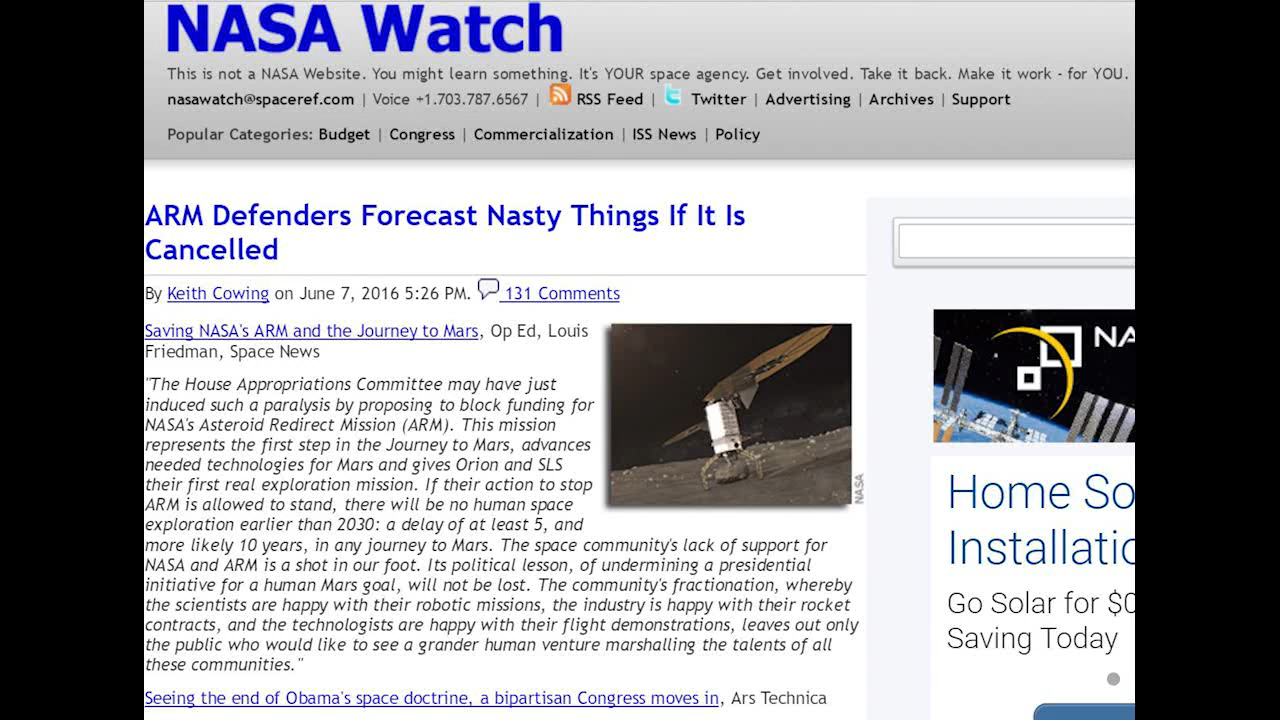 NASA Watch
This is not a NASA Website. You might learn something. It's YOUR space agency. Get involved. Take it back. Make it work - for YOU.
nasawatch@spaceref.com | Voice +1.703.787.6567 | RSS Feed | Twitter | Advertising | Archives | Support
Popular Categories: Budget | Congress | Commercialization | ISS News | Policy
ARM Defenders Forecast Nasty Things If It Is
Cancelled
By Keith Cowing on June 7, 2016 5:26 PM. 131 Comments
Saving NASA's ARM and the Journey to Mars, Op Ed, Louis
Friedman, Space News
"The House Appropriations Committee may have just
induced such a paralysis by proposing to block funding for
NASA's Asteroid Redirect Mission (ARM). This mission
represents the first step in the Journey to Mars, advances
needed technologies for Mars and gives Orion and SLS
their first real exploration mission. If their action to stop
ARM is allowed to stand, there will be no human space
exploration earlier than 2030: a delay of at least 5, and
more likely 10 years, in any journey to Mars. The space community's lack of support for
NASA and ARM is a shot in our foot. Its political lesson, of undermining a presidential
initiative for a human Mars goal, will not be lost. The community's fractionation, whereby
the scientists are happy with their robotic missions, the industry is happy with their rocket
contracts, and the technologists are happy with their flight demonstrations, leaves out only
the public who would like to see a grander human venture marshalling the talents of all
these communities."
Seeing the end of Obama's space doctrine, a bipartisan Congress moves in, Ars Technica
NASA
NA
Home So
Installatio
Go Solar for $0
Saving Today